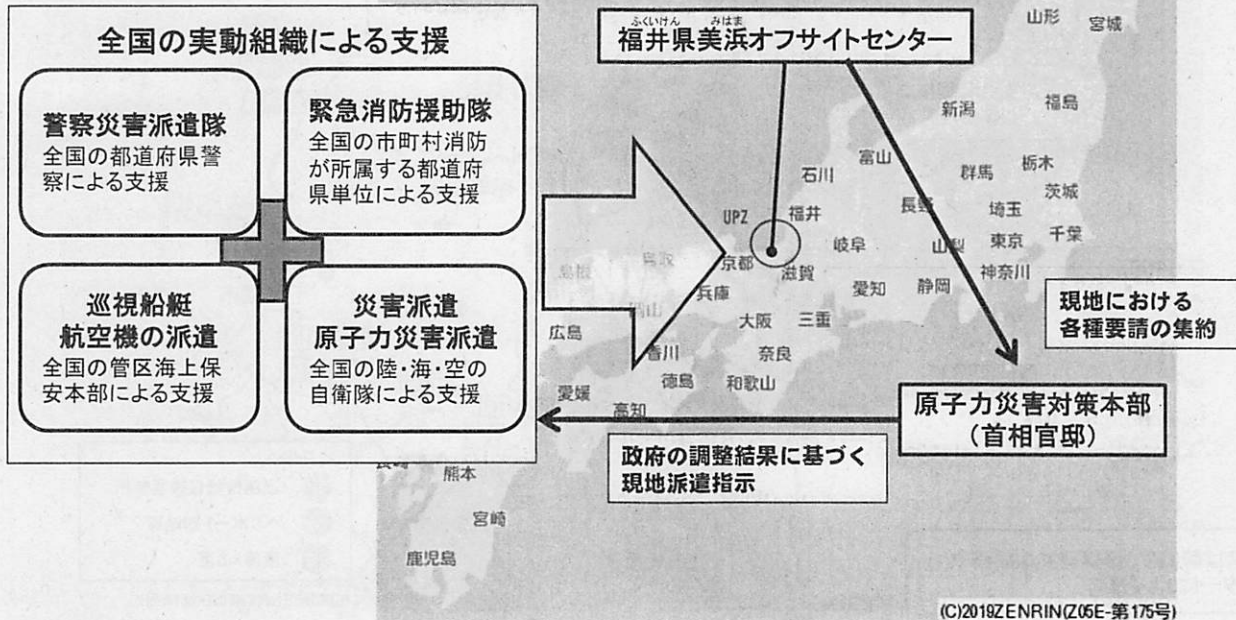 全国の実動組織による支援
警察災害派遣隊
全国の都道府県警
察による支援
緊急消防援助隊
全国の市町村消防
が所属する都道府
県単位による支援
巡視船艇
航空機の派遣
全国の管区海上保
安本部による支援
災害派遣
原子力災害派遣
全国の陸・海・空の
自衛隊による支援
ふくいけん みはま
福井県美浜オフサイトセンター
山形
宮城
新潟
福島
富山
石川
群馬
栃木
茨城
UPZ
福井
長野
埼玉
岐阜
山梨
東京
千葉
島根
鳥取
京都
滋賀
神奈川
兵庫
愛知
静岡
岡山
大阪
三重
広島
香川
奈良
愛媛
徳島
和歌山
高知
現地における
各種要請の集約
原子力災害対策本部
（首相官邸）
政府の調整結果に基づく
現地派遣指示
長崎
熊本
宮崎
鹿児島
(C)2019ZENRIN(Z05E-第175号)